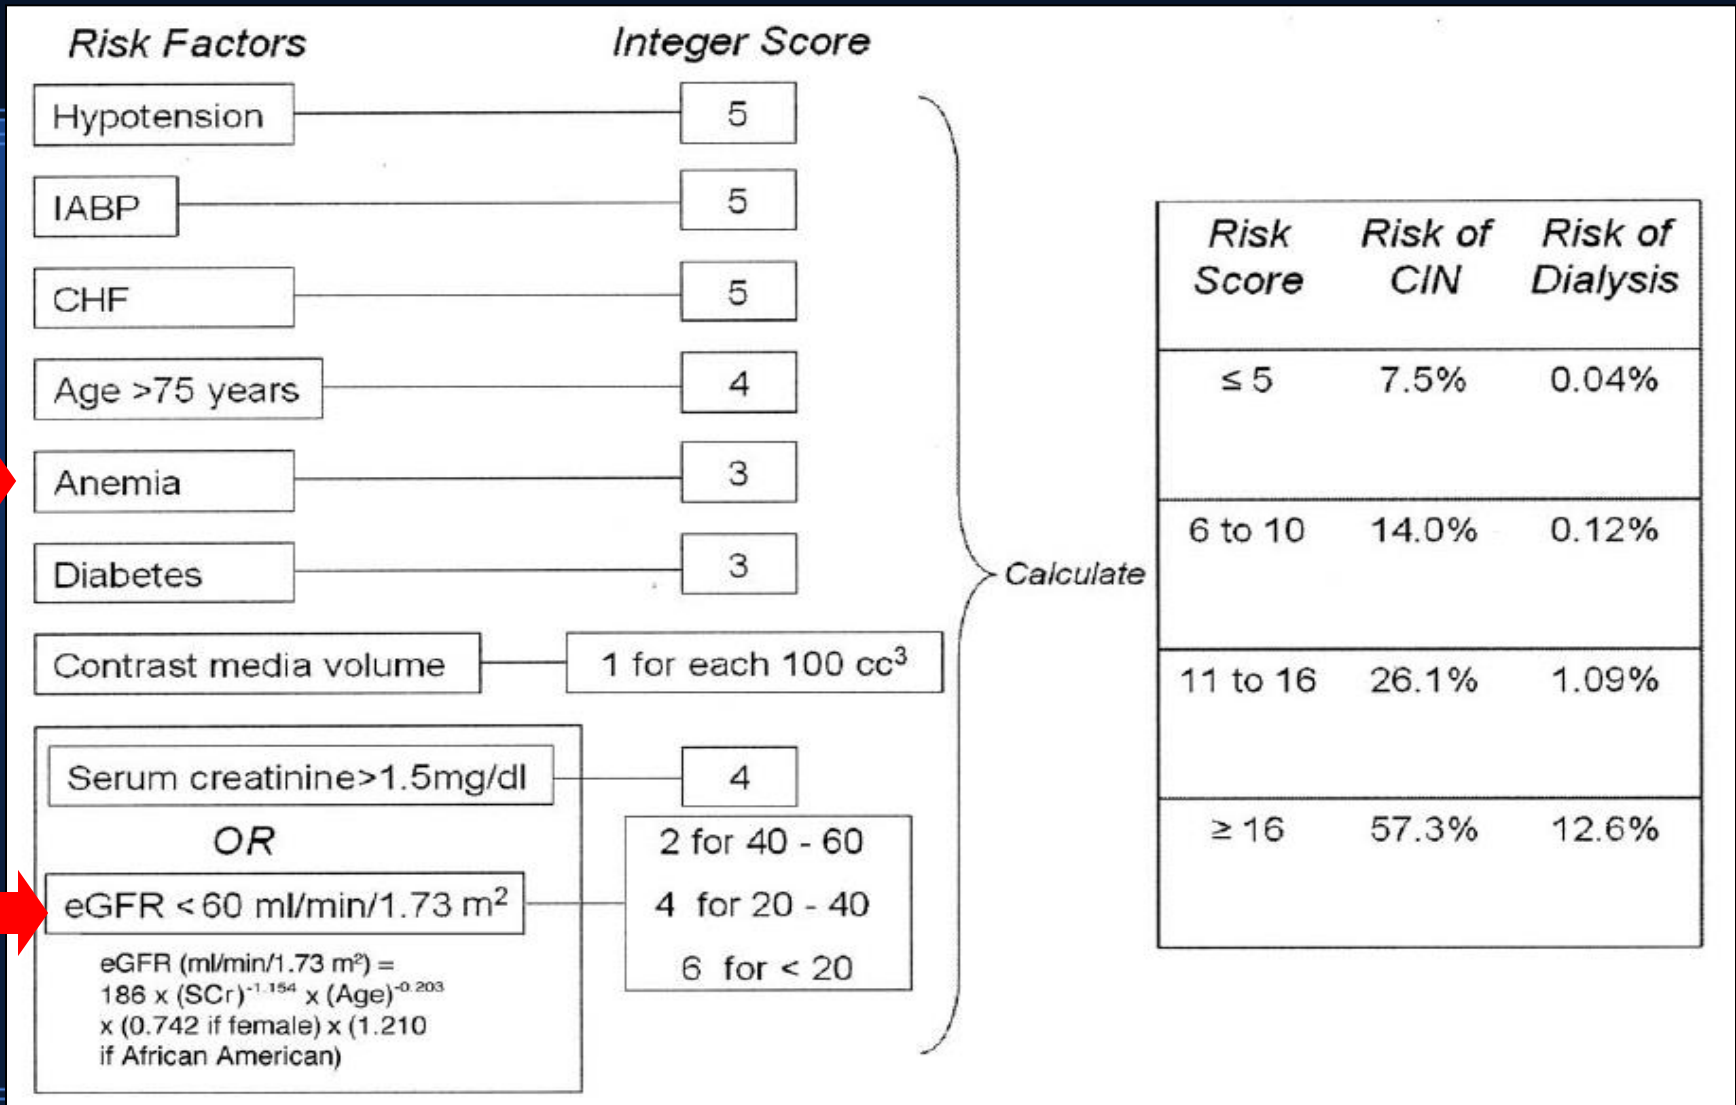 Risk Factors Integer Score
Hypotension 5
IABP 5
CHF 5
Age >75 years 4
Anemia 3
Diabetes 3
Contrast media volume 1 for each 100 cc³
Serum creatinine>1.5mg/dl 4
OR
eGFR <60 ml/min/1.73 m²
2 for 40 - 60
4 for 20 - 40
6 for < 20
eGFR (ml/min/1.73 m²) =
186 x (SCr)⁻¹·¹⁵⁴ x (Age)⁻⁰·²⁰³
x (0.742 if female) x (1.210
if African American)
Calculate
Risk Score Risk of CIN Risk of Dialysis
≤ 5 7.5% 0.04%
6 to 10 14.0% 0.12%
11 to 16 26.1% 1.09%
≥ 16 57.3% 12.6%